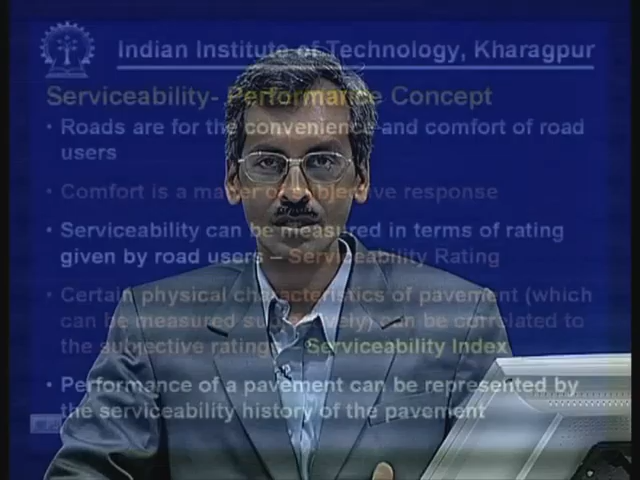 Indian Institute of Technology, Kharagpur
Serviceability- Performance Concept
• Roads are for the convenience and comfort of road
users
• Comfort is a matter of subjective response
• Serviceability can be measured in terms of rating
given by road users – Serviceability Rating
• Certain physical characteristics of pavement (which
can be measured such ely) can be correlated to
the subjective rating - Serviceability Index
• Performance of a pavement can be represented by
the serviceability history of the pavement